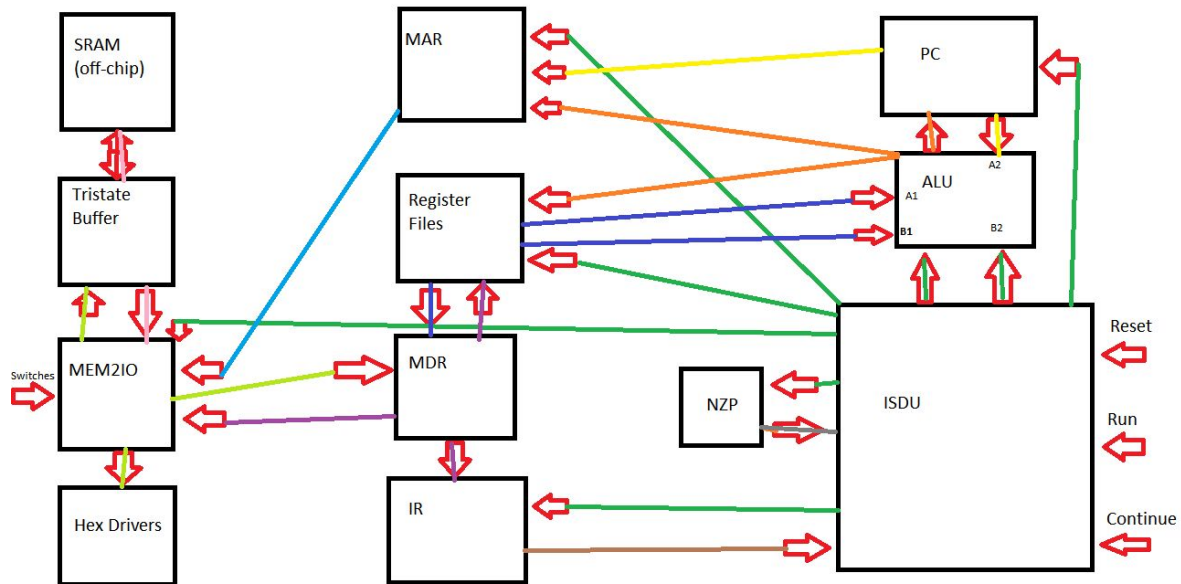 SRAM
(off-chip)
MAR
PC
Tristate
Buffer
Register
Files
ALU
A2
A1
B1
B2
Switches
MEM2IO
MDR
NZP
ISDU
Reset
Run
Continue
Hex Drivers
IR